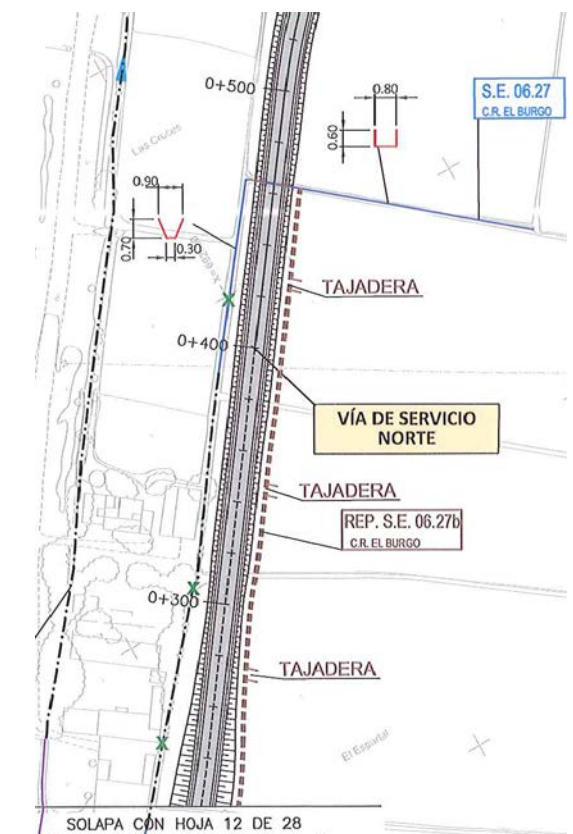 0+500
0.80
S.E. 06.27
C.R. EL BURGO
0.60
Las Cruces
0.90
0.70
0.30
TAJADERA
0+400
VÍA DE SERVICIO
NORTE
TAJADERA
REP. S.E. 06.27b
C.R. EL BURGO
0+300
TAJADERA
El Espartal
SOLAPA CON HOJA 12 DE 28